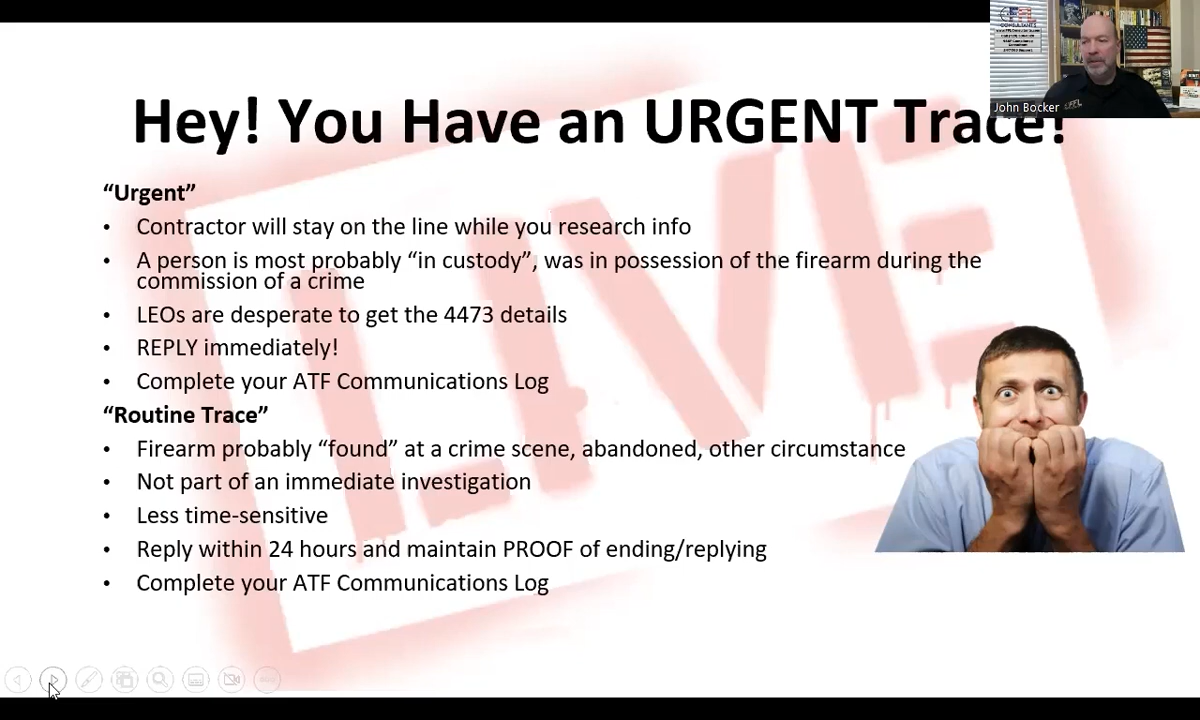 Hey! You Have an URGENT Trace!
John Bocker
LIVE
“Urgent”
• Contractor will stay on the line while you research info
• A person is most probably “in custody”, was in possession of the firearm during the
commission of a crime
• LEOs are desperate to get the 4473 details
• REPLY immediately!
• Complete your ATF Communications Log
“Routine Trace”
• Firearm probably “found” at a crime scene, abandoned, other circumstance
• Not part of an immediate investigation
• Less time-sensitive
• Reply within 24 hours and maintain PROOF of ending/replying
• Complete your ATF Communications Log